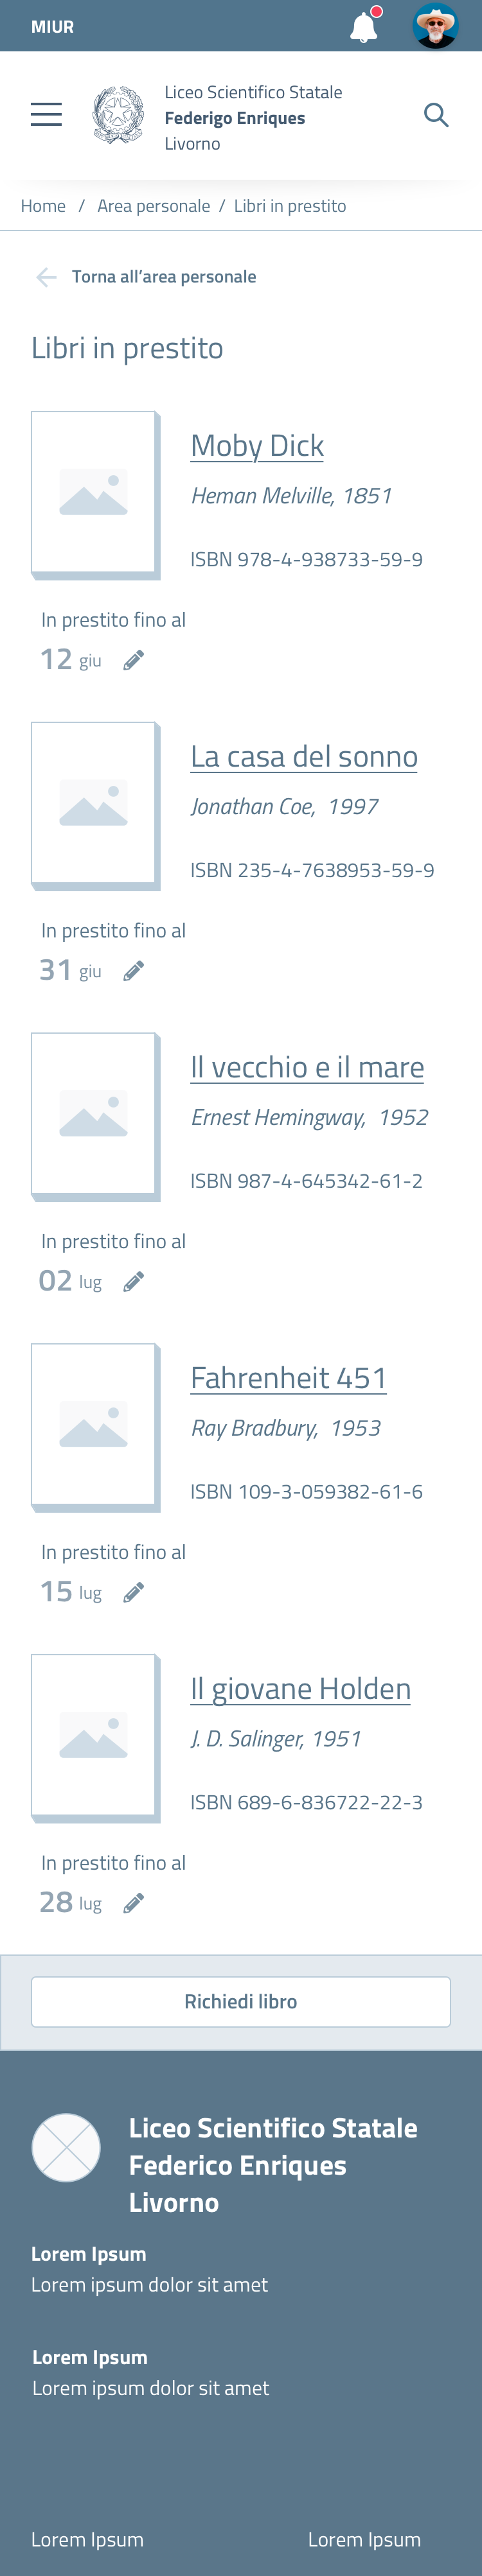 MIUR
Liceo Scientifico Statale
Federigo Enriques
Livorno
Home / Area personale / Libri in prestito
Torna all’area personale
Libri in prestito
Moby Dick
Heman Melville, 1851
ISBN 978-4-938733-59-9
In prestito fino al
12 giu
La casa del sonno
Jonathan Coe, 1997
ISBN 235-4-7638953-59-9
In prestito fino al
31 giu
Il vecchio e il mare
Ernest Hemingway, 1952
ISBN 987-4-645342-61-2
In prestito fino al
02 lug
Fahrenheit 451
Ray Bradbury, 1953
ISBN 109-3-059382-61-6
In prestito fino al
15 lug
Il giovane Holden
J. D. Salinger, 1951
ISBN 689-6-836722-22-3
In prestito fino al
28 lug
Richiedi libro
Liceo Scientifico Statale
Federico Enriques
Livorno
Lorem Ipsum
Lorem ipsum dolor sit amet
Lorem Ipsum
Lorem ipsum dolor sit amet
Lorem Ipsum Lorem Ipsum